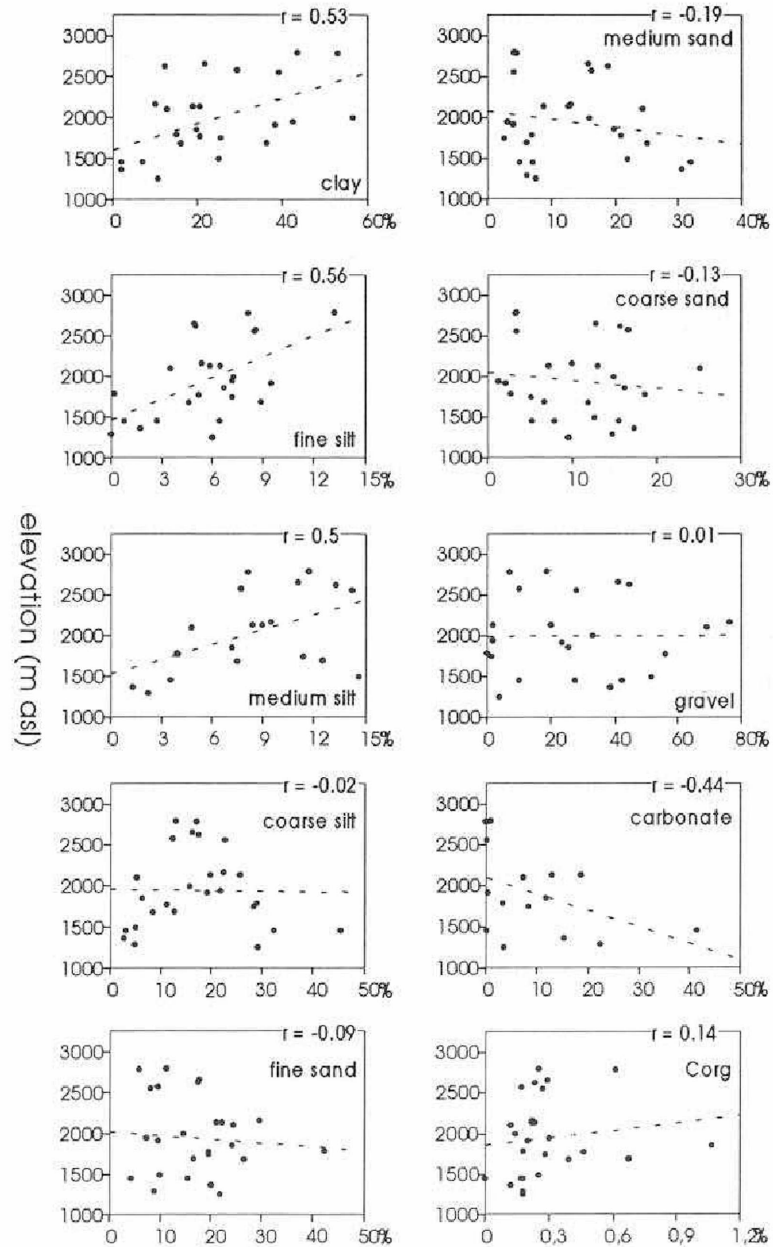 r = 0.53
clay
3000
2500
2000
1500
1000
0 20 40 60%
r = -0.19
medium sand
3000
2500
2000
1500
1000
0 10 20 30 40%
r = 0.56
fine silt
3000
2500
2000
1500
1000
0 3 6 9 12 15%
r = -0.13
coarse sand
3000
2500
2000
1500
1000
0 10 20 30%
elevation (m asl)
r = 0.5
medium silt
3000
2500
2000
1500
1000
0 3 6 9 12 15%
r = 0.01
gravel
3000
2500
2000
1500
1000
0 20 40 60 80%
r = -0.02
coarse silt
3000
2500
2000
1500
1000
0 10 20 30 40 50%
r = -0.44
carbonate
3000
2500
2000
1500
1000
0 10 20 30 40 50%
r = -0.09
fine sand
3000
2500
2000
1500
1000
0 10 20 30 40 50%
r = 0.14
Corg
3000
2500
2000
1500
1000
0 0,3 0,6 0,9 1,2%